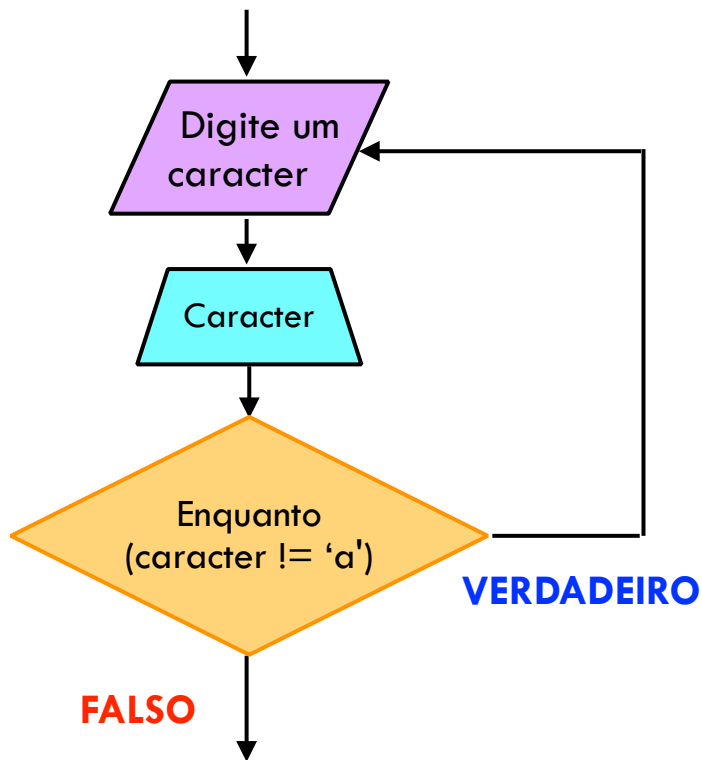 Digite um
caracter
Caracter
Enquanto
(caracter != ‘a')
VERDADEIRO
FALSO